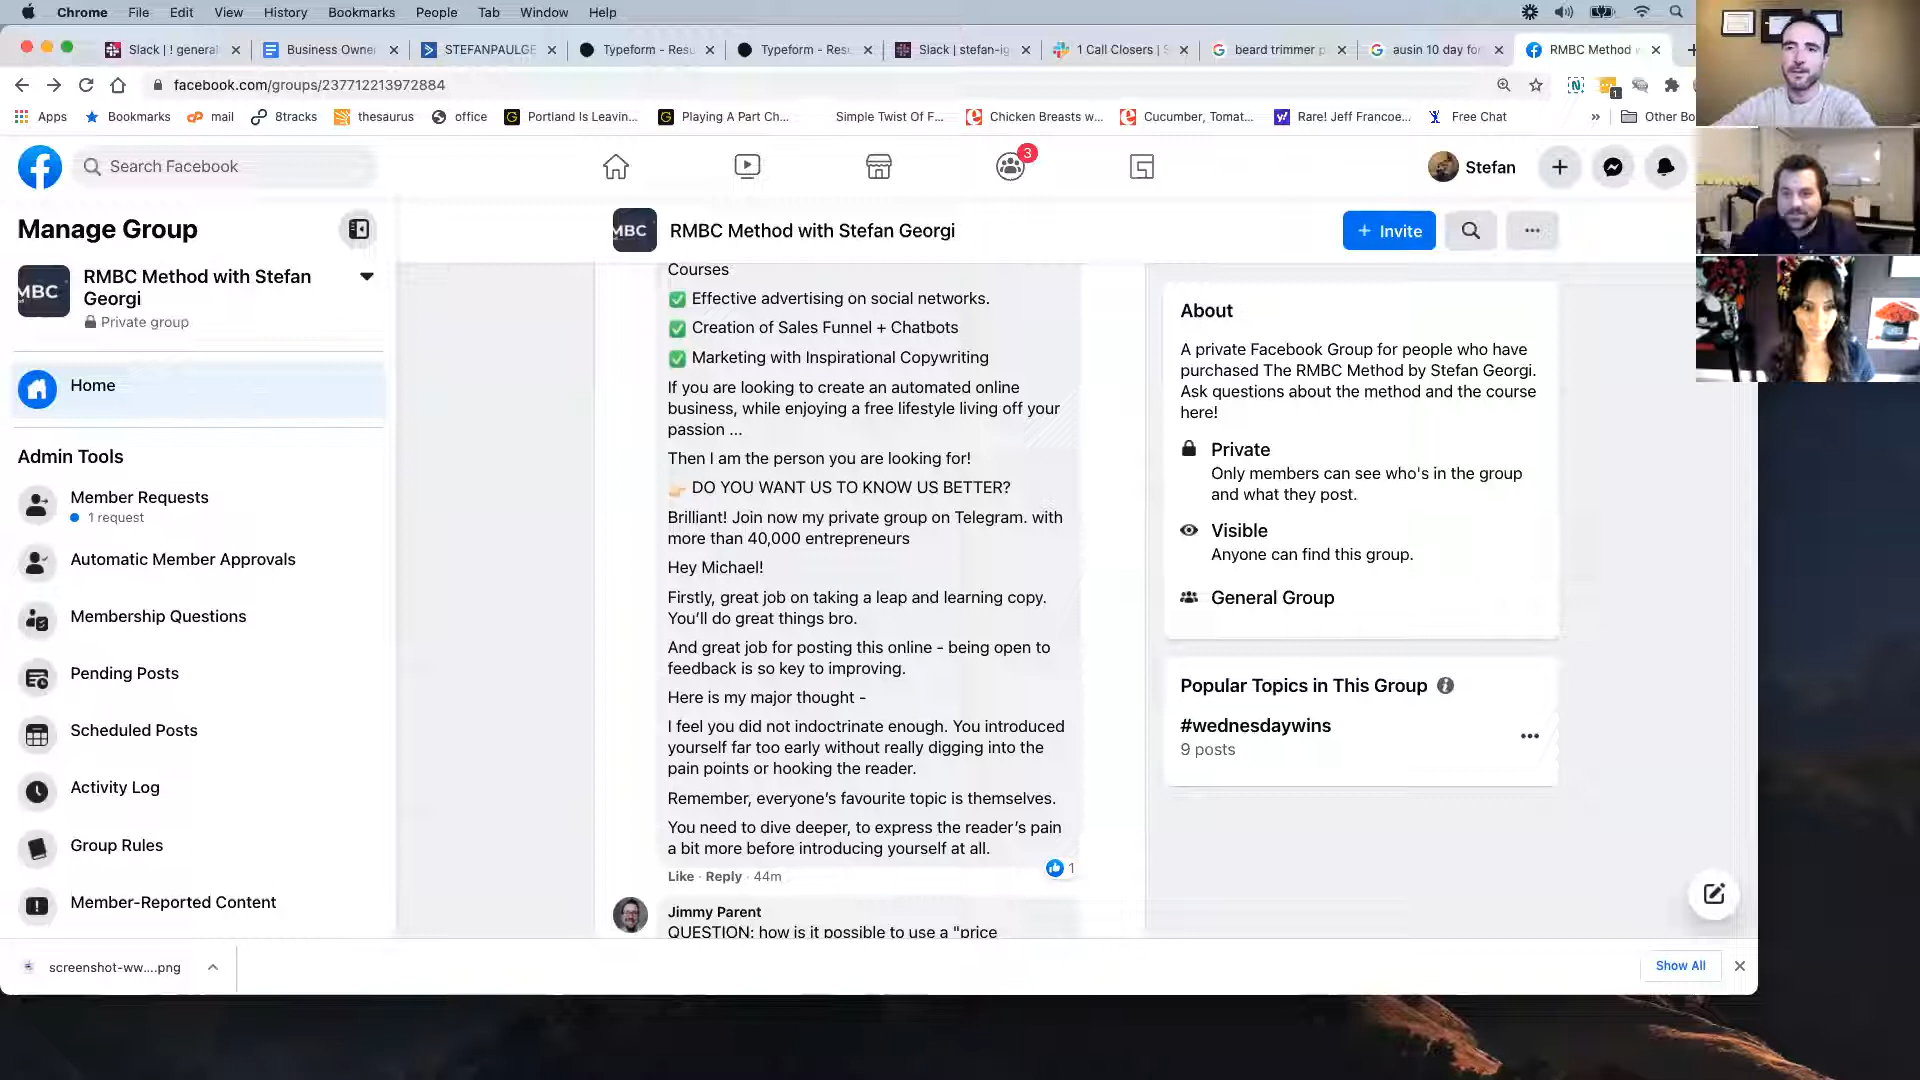 Chrome File Edit View History Bookmarks People Tab Window Help
Slack | ! general
Business Owne
STEFANPAULGE
Typeform - Resu
Typeform - Resu
Slack | stefan-ig
1 Call Closers | S
beard trimmer p
ausin 10 day for
RMBC Method w
facebook.com/groups/237712213972884
1
Apps
Bookmarks
mail
8tracks
thesaurus
office
Portland Is Leavin...
Playing A Part Ch...
Simple Twist Of F...
Chicken Breasts w...
Cucumber, Tomat...
Rare! Jeff Francoe...
Free Chat
»
Other Bo
Search Facebook
3
Stefan
Manage Group
MBC
RMBC Method with Stefan
Georgi
Private group
Home
Admin Tools
Member Requests
1 request
Automatic Member Approvals
Membership Questions
Pending Posts
Scheduled Posts
Activity Log
Group Rules
Member-Reported Content
MBC
RMBC Method with Stefan Georgi
+ Invite
Courses
✅ Effective advertising on social networks.
✅ Creation of Sales Funnel + Chatbots
✅ Marketing with Inspirational Copywriting
If you are looking to create an automated online
business, while enjoying a free lifestyle living off your
passion ...
Then I am the person you are looking for!
👉🏻 DO YOU WANT US TO KNOW US BETTER?
Brilliant! Join now my private group on Telegram. with
more than 40,000 entrepreneurs
Hey Michael!
Firstly, great job on taking a leap and learning copy.
You’ll do great things bro.
And great job for posting this online - being open to
feedback is so key to improving.
Here is my major thought -
I feel you did not indoctrinate enough. You introduced
yourself far too early without really digging into the
pain points or hooking the reader.
Remember, everyone’s favourite topic is themselves.
You need to dive deeper, to express the reader’s pain
a bit more before introducing yourself at all.
1
Like · Reply · 44m
Jimmy Parent
QUESTION: how is it possible to use a "price
About
A private Facebook Group for people who have
purchased The RMBC Method by Stefan Georgi.
Ask questions about the method and the course
here!
Private
Only members can see who's in the group
and what they post.
Visible
Anyone can find this group.
General Group
Popular Topics in This Group
#wednesdaywins
9 posts
screenshot-ww....png
Show All